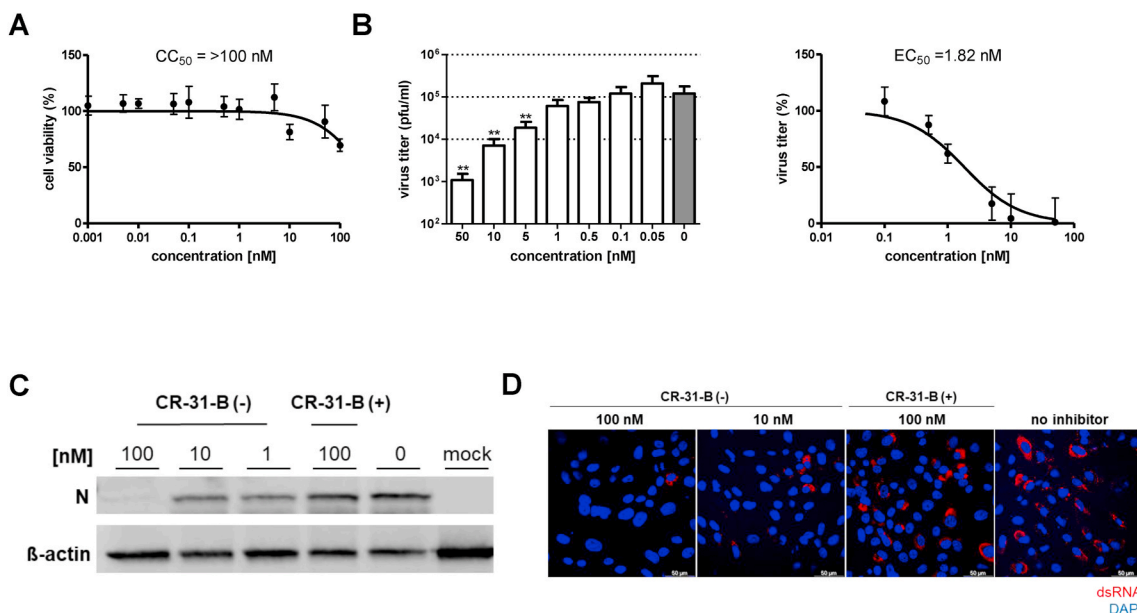 A
CC50 = >100 nM
cell viability (%)
150
100
50
0
0.001 0.01 0.1 1 10 100
concentration [nM]
B
virus titer (pfu/ml)
10^6
10^5
10^4
10^3
10^2
** ** **
50 10 5 1 0.5 0.1 0.05 0
concentration [nM]
EC50 =1.82 nM
virus titer (%)
150
100
50
0
0.01 0.1 1 10 100
concentration [nM]
C
CR-31-B (-) CR-31-B (+)
[nM] 100 10 1 100 0 mock
N
ß-actin
D
CR-31-B (-) CR-31-B (+)
100 nM 10 nM 100 nM no inhibitor
50 µm 50 µm 50 µm 50 µm
dsRNA
DAPI